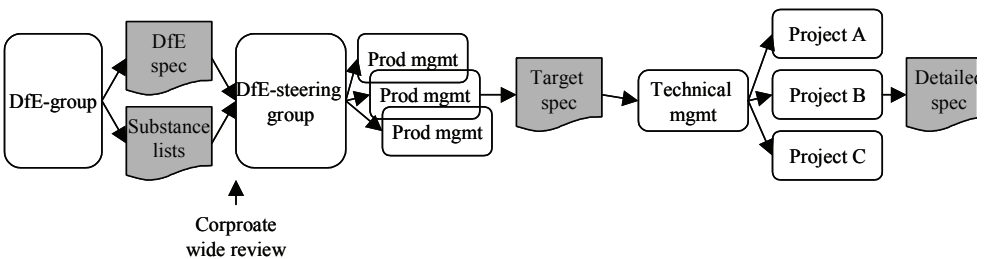 DfE-group
DfE
spec
Substance
lists
DfE-steering
group
Corproate
wide review
Prod mgmt
Prod mgmt
Prod mgmt
Target
spec
Technical
mgmt
Project A
Project B
Project C
Detailed
spec